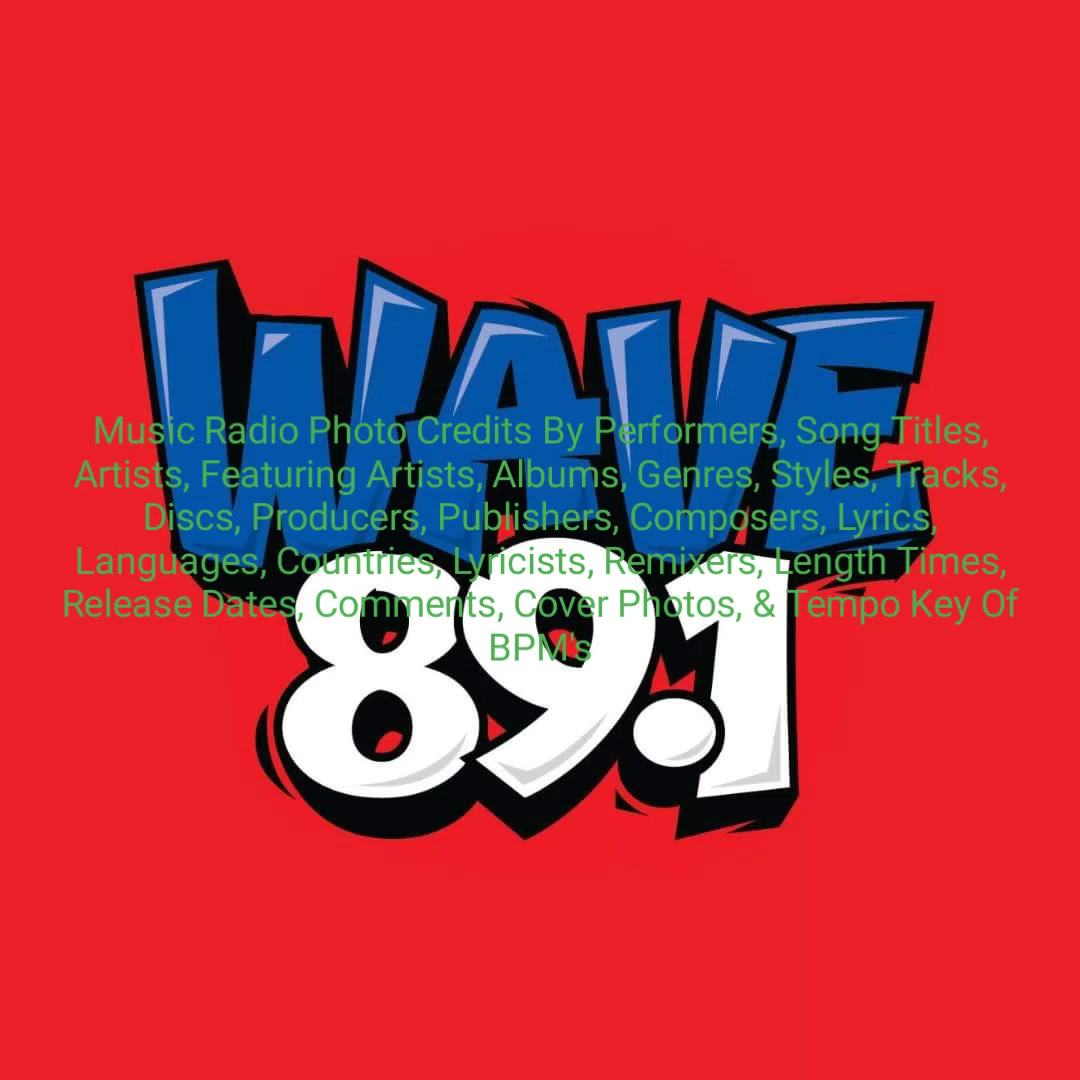 WAVE
Music Radio Photo Credits By Performers, Song Titles,
Artists, Featuring Artists, Albums, Genres, Styles, Tracks,
Discs, Producers, Publishers, Composers, Lyrics,
Languages, Countries, Lyricists, Remixers, Length Times,
Release Dates, Comments, Cover Photos, & Tempo Key Of
BPM's
89.1